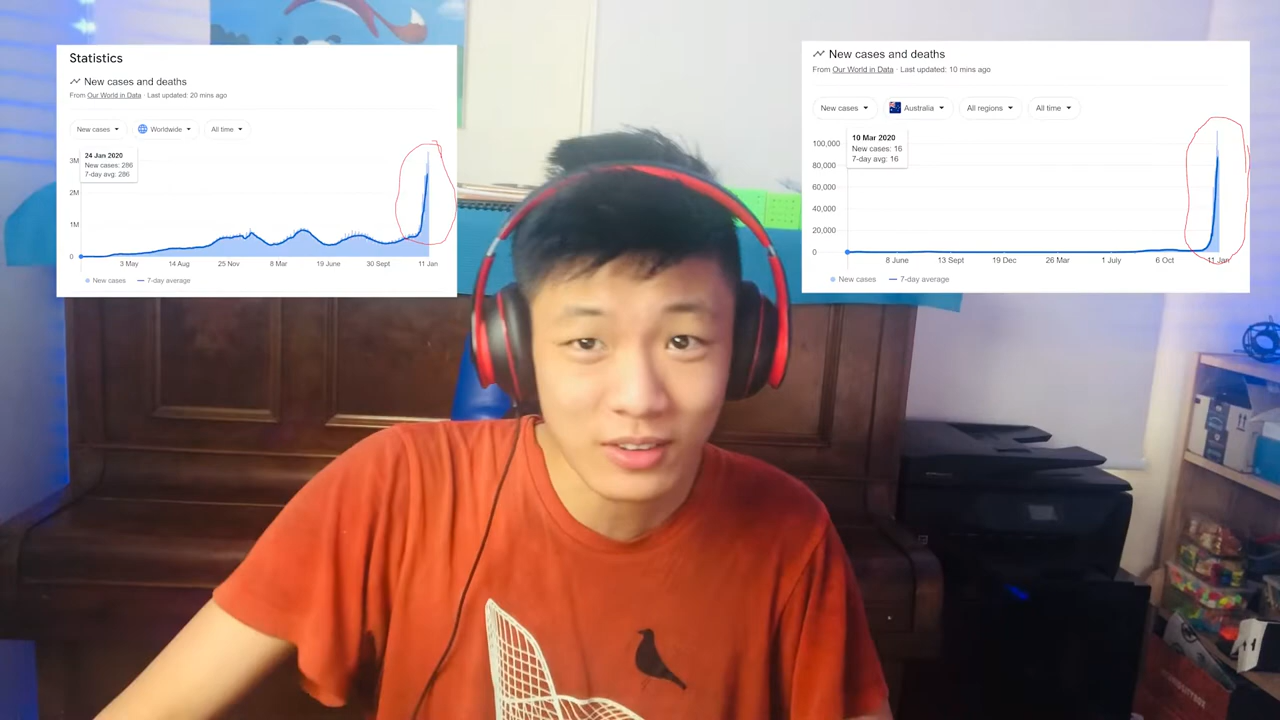 Statistics
New cases and deaths
From Our World in Data · Last updated: 20 mins ago
New cases
Worldwide
All time
24 Jan 2020
New cases: 286
7-day avg: 286
3M
2M
1M
0
3 May
14 Aug
25 Nov
8 Mar
19 June
30 Sept
11 Jan
New cases
7-day average
New cases and deaths
From Our World in Data · Last updated: 10 mins ago
New cases
Australia
All regions
All time
10 Mar 2020
New cases: 16
7-day avg: 16
100,000
80,000
60,000
40,000
20,000
0
8 June
13 Sept
19 Dec
26 Mar
1 July
6 Oct
11 Jan
New cases
7-day average